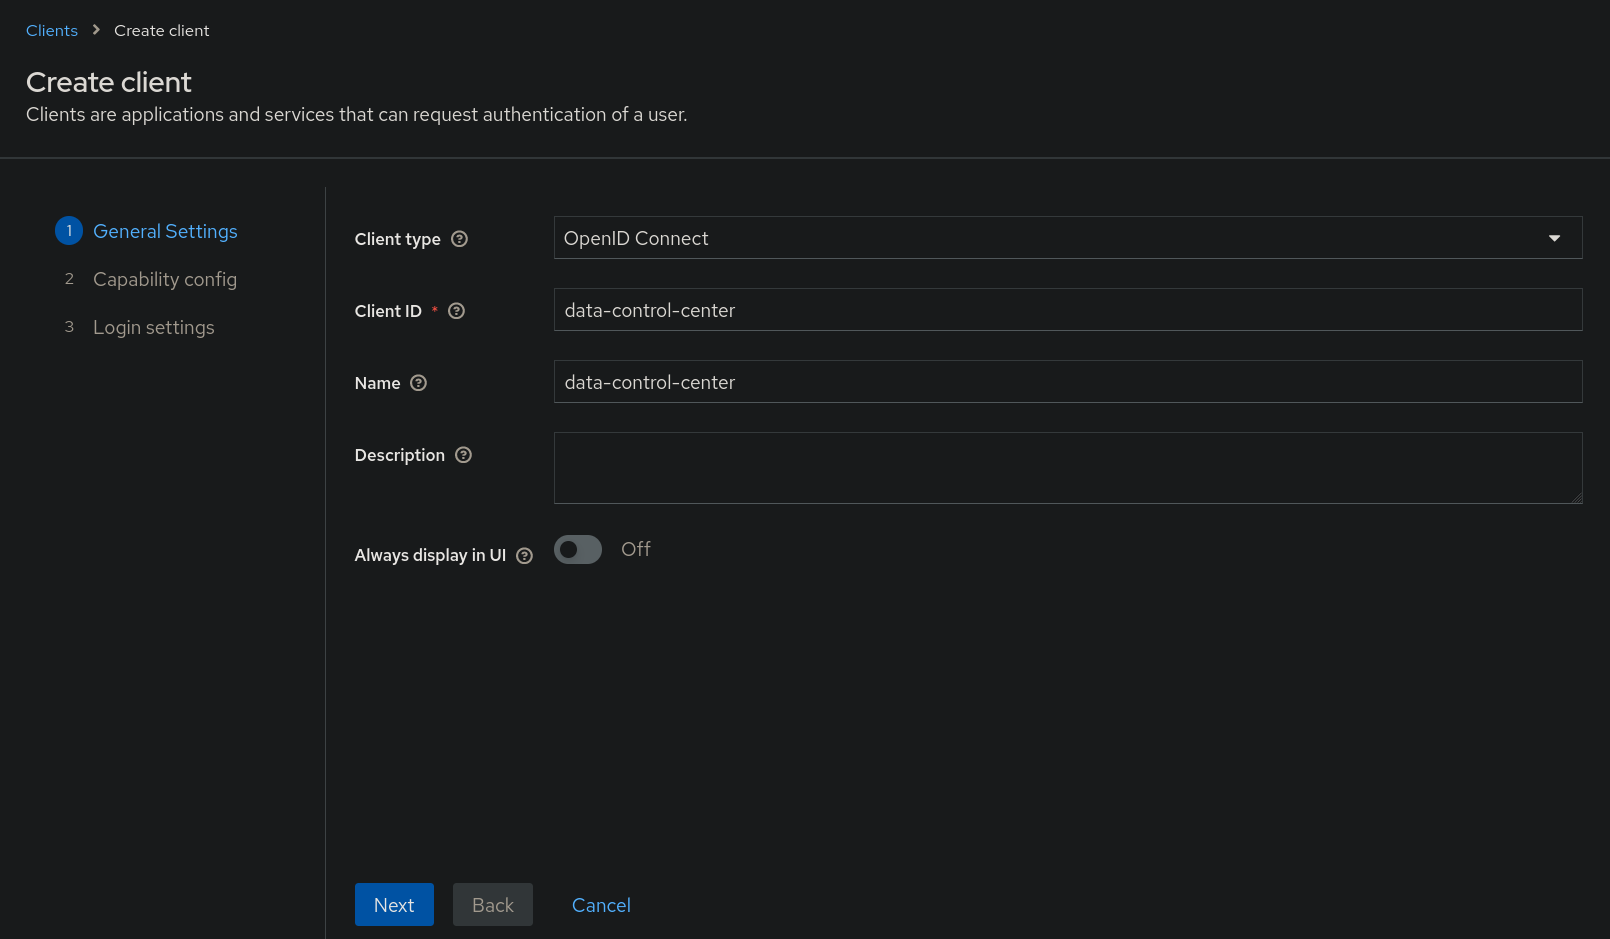 Clients > Create client
Create client
Clients are applications and services that can request authentication of a user.
1 General Settings
2 Capability config
3 Login settings
Client type ? OpenID Connect
Client ID * ? data-control-center
Name ? data-control-center
Description ?
Always display in UI ? Off
Next Back Cancel